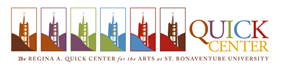 QUICK
CENTER
The REGINA A. QUICK CENTER for the ARTS at ST. BONAVENTURE UNIVERSITY